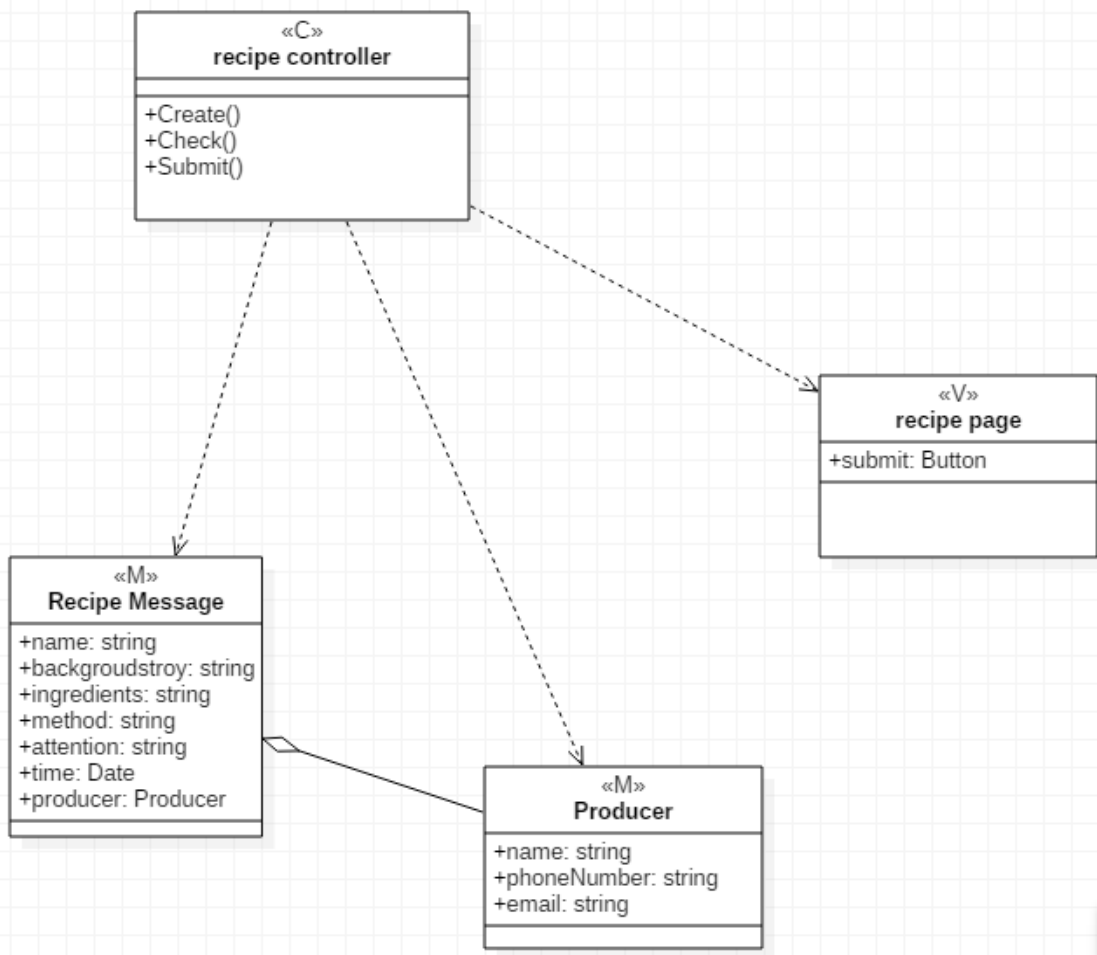 «C»
recipe controller
+Create()
+Check()
+Submit()
«V»
recipe page
+submit: Button
«M»
Recipe Message
+name: string
+backgroudstroy: string
+ingredients: string
+method: string
+attention: string
+time: Date
+producer: Producer
«M»
Producer
+name: string
+phoneNumber: string
+email: string